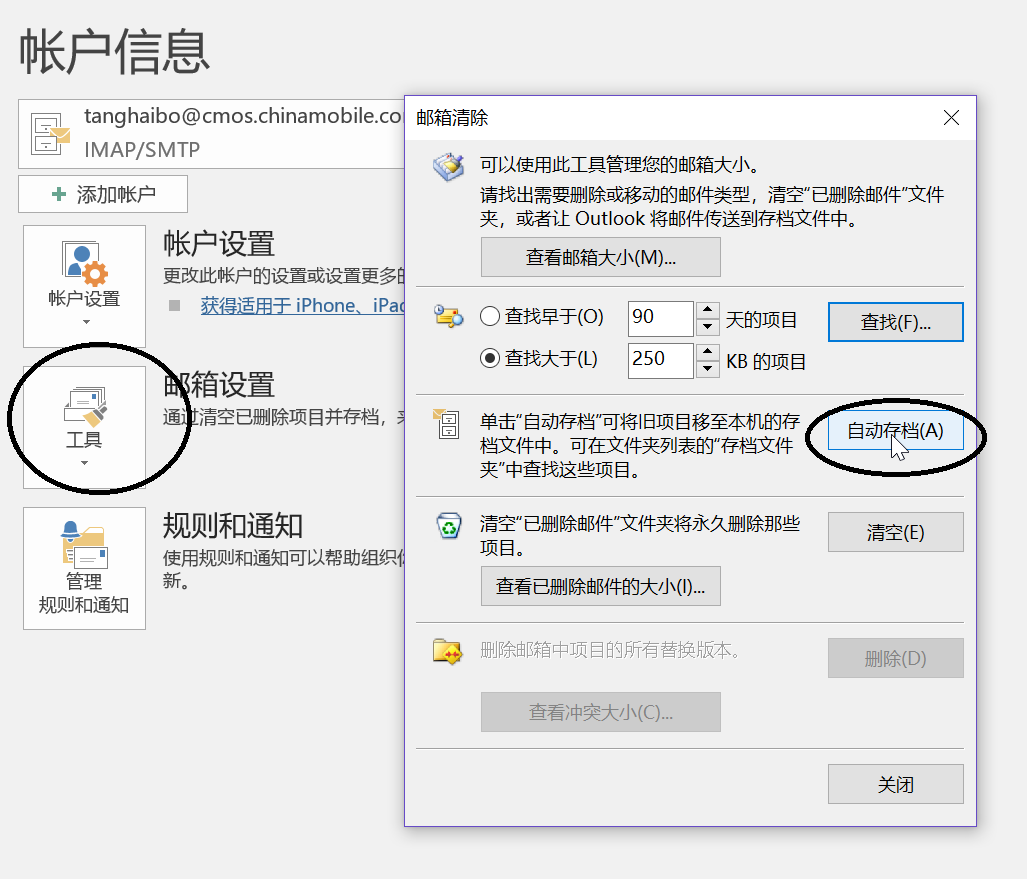 帐户信息
tanghaibo@cmos.chinamobile.co
IMAP/SMTP
添加帐户
帐户设置
帐户设置
更改此帐户的设置或设置更多的
获得适用于 iPhone、iPad
工具
邮箱设置
通过清空已删除项目并存档，来
管理
规则和通知
规则和通知
使用规则和通知可以帮助组织
新。
邮箱清除
可以使用此工具管理您的邮箱大小。
请找出需要删除或移动的邮件类型，清空“已删除邮件”文件
夹，或者让 Outlook 将邮件传送到存档文件中。
查看邮箱大小(M)...
查找早于(O)
90
天的项目
查找(F)...
查找大于(L)
250
KB 的项目
单击“自动存档”可将旧项目移至本机的存
档文件中。可在文件夹列表的“存档文件
夹”中查找这些项目。
自动存档(A)
清空“已删除邮件”文件夹将永久删除那些
项目。
清空(E)
查看已删除邮件的大小(I)...
删除邮箱中项目的所有替换版本。
删除(D)
查看冲突大小(C)...
关闭